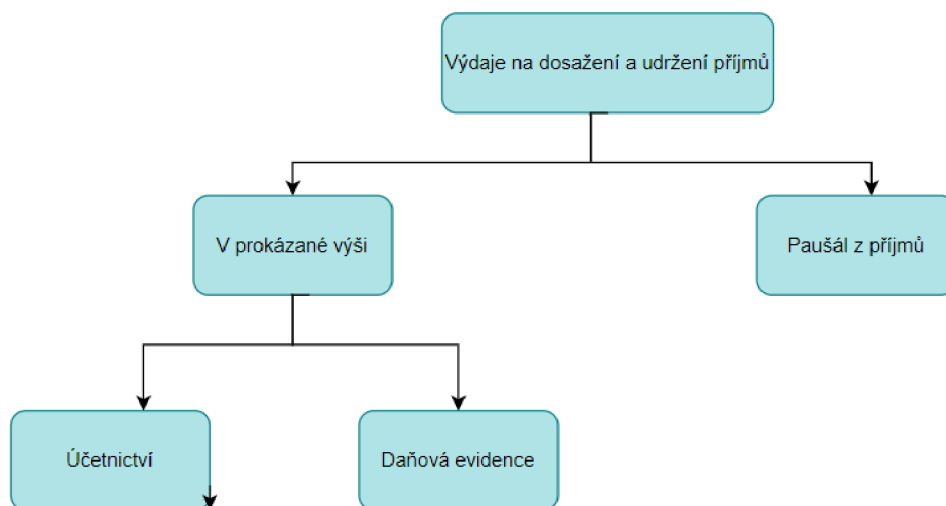 Výdaje na dosažení a udržení příjmů
V prokázané výši
Paušál z příjmů
Účetnictví
Daňová evidence